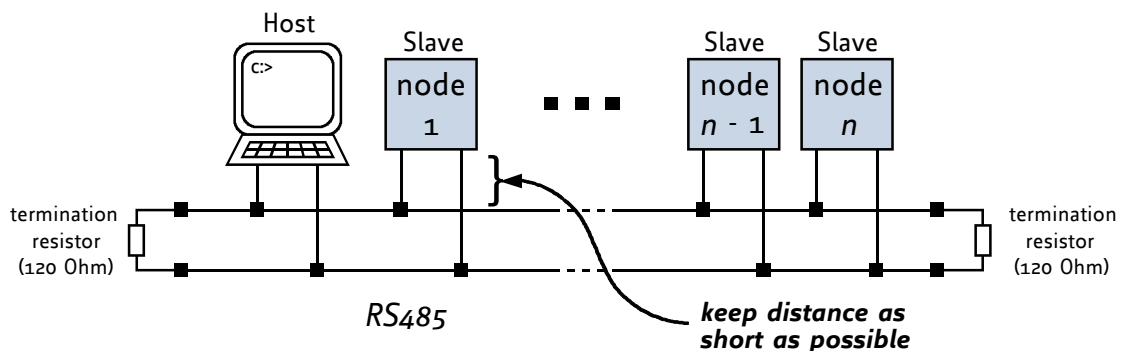 Host
C:>
Slave
node
1
Slave
node
n - 1
Slave
node
n
termination
resistor
(120 Ohm)
termination
resistor
(120 Ohm)
RS485
keep distance as
short as possible